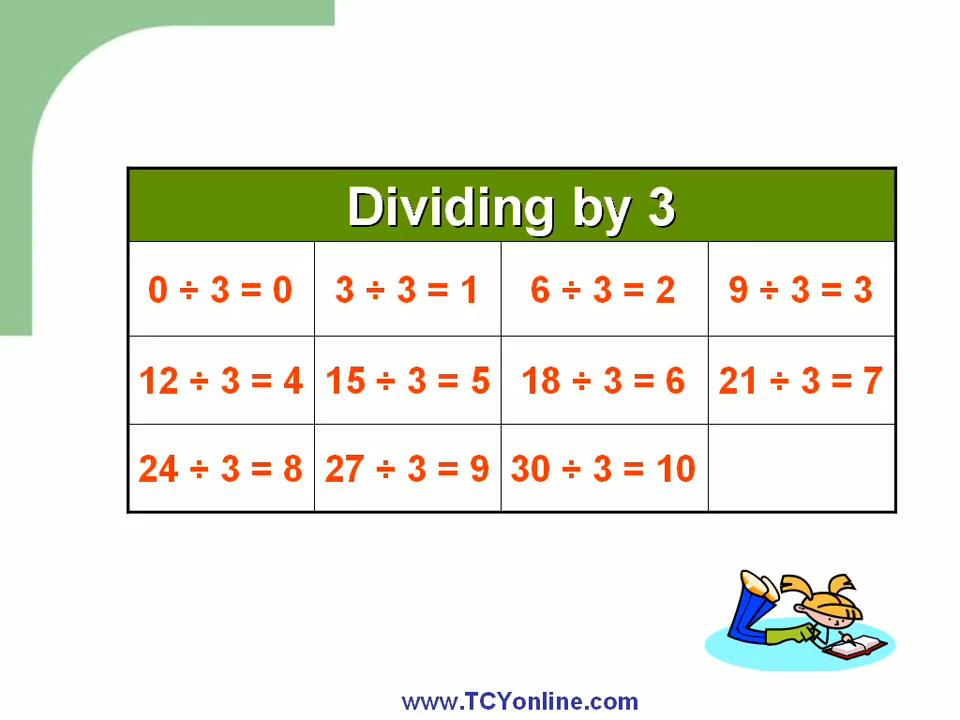 Dividing by 3
0 ÷ 3 = 0 3 ÷ 3 = 1 6 ÷ 3 = 2 9 ÷ 3 = 3
12 ÷ 3 = 4 15 ÷ 3 = 5 18 ÷ 3 = 6 21 ÷ 3 = 7
24 ÷ 3 = 8 27 ÷ 3 = 9 30 ÷ 3 = 10
www.TCYonline.com